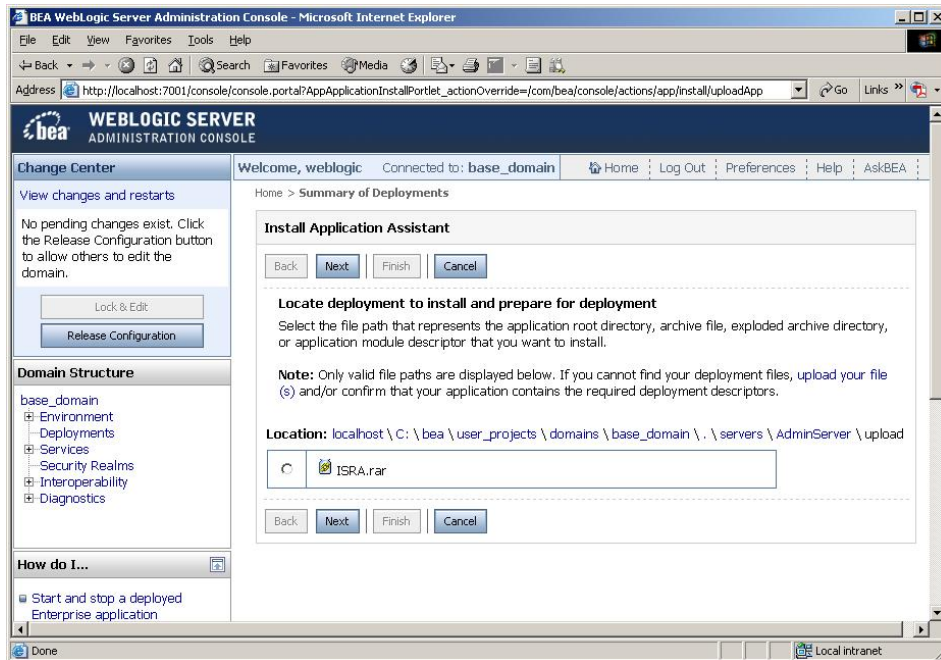 BEA WebLogic Server Administration Console - Microsoft Internet Explorer
File Edit View Favorites Tools Help
Back Search Favorites Media
Address http://localhost:7001/console/console.portal?AppApplicationInstallPortlet_actionOverride=/com/bea/console/actions/app/install/uploadApp Go Links »
bea WEBLOGIC SERVER
ADMINISTRATION CONSOLE
Change Center
View changes and restarts
No pending changes exist. Click
the Release Configuration button
to allow others to edit the
domain.
Lock & Edit
Release Configuration
Domain Structure
base_domain
Environment
Deployments
Services
Security Realms
Interoperability
Diagnostics
How do I...
Start and stop a deployed
Enterprise application
Welcome, weblogic Connected to: base_domain Home Log Out Preferences Help AskBEA
Home > Summary of Deployments
Install Application Assistant
Back Next Finish Cancel
Locate deployment to install and prepare for deployment
Select the file path that represents the application root directory, archive file, exploded archive directory,
or application module descriptor that you want to install.
Note: Only valid file paths are displayed below. If you cannot find your deployment files, upload your file
(s) and/or confirm that your application contains the required deployment descriptors.
Location: localhost \ C: \ bea \ user_projects \ domains \ base_domain \ . \ servers \ AdminServer \ upload
ISRA.rar
Back Next Finish Cancel
Done Local intranet